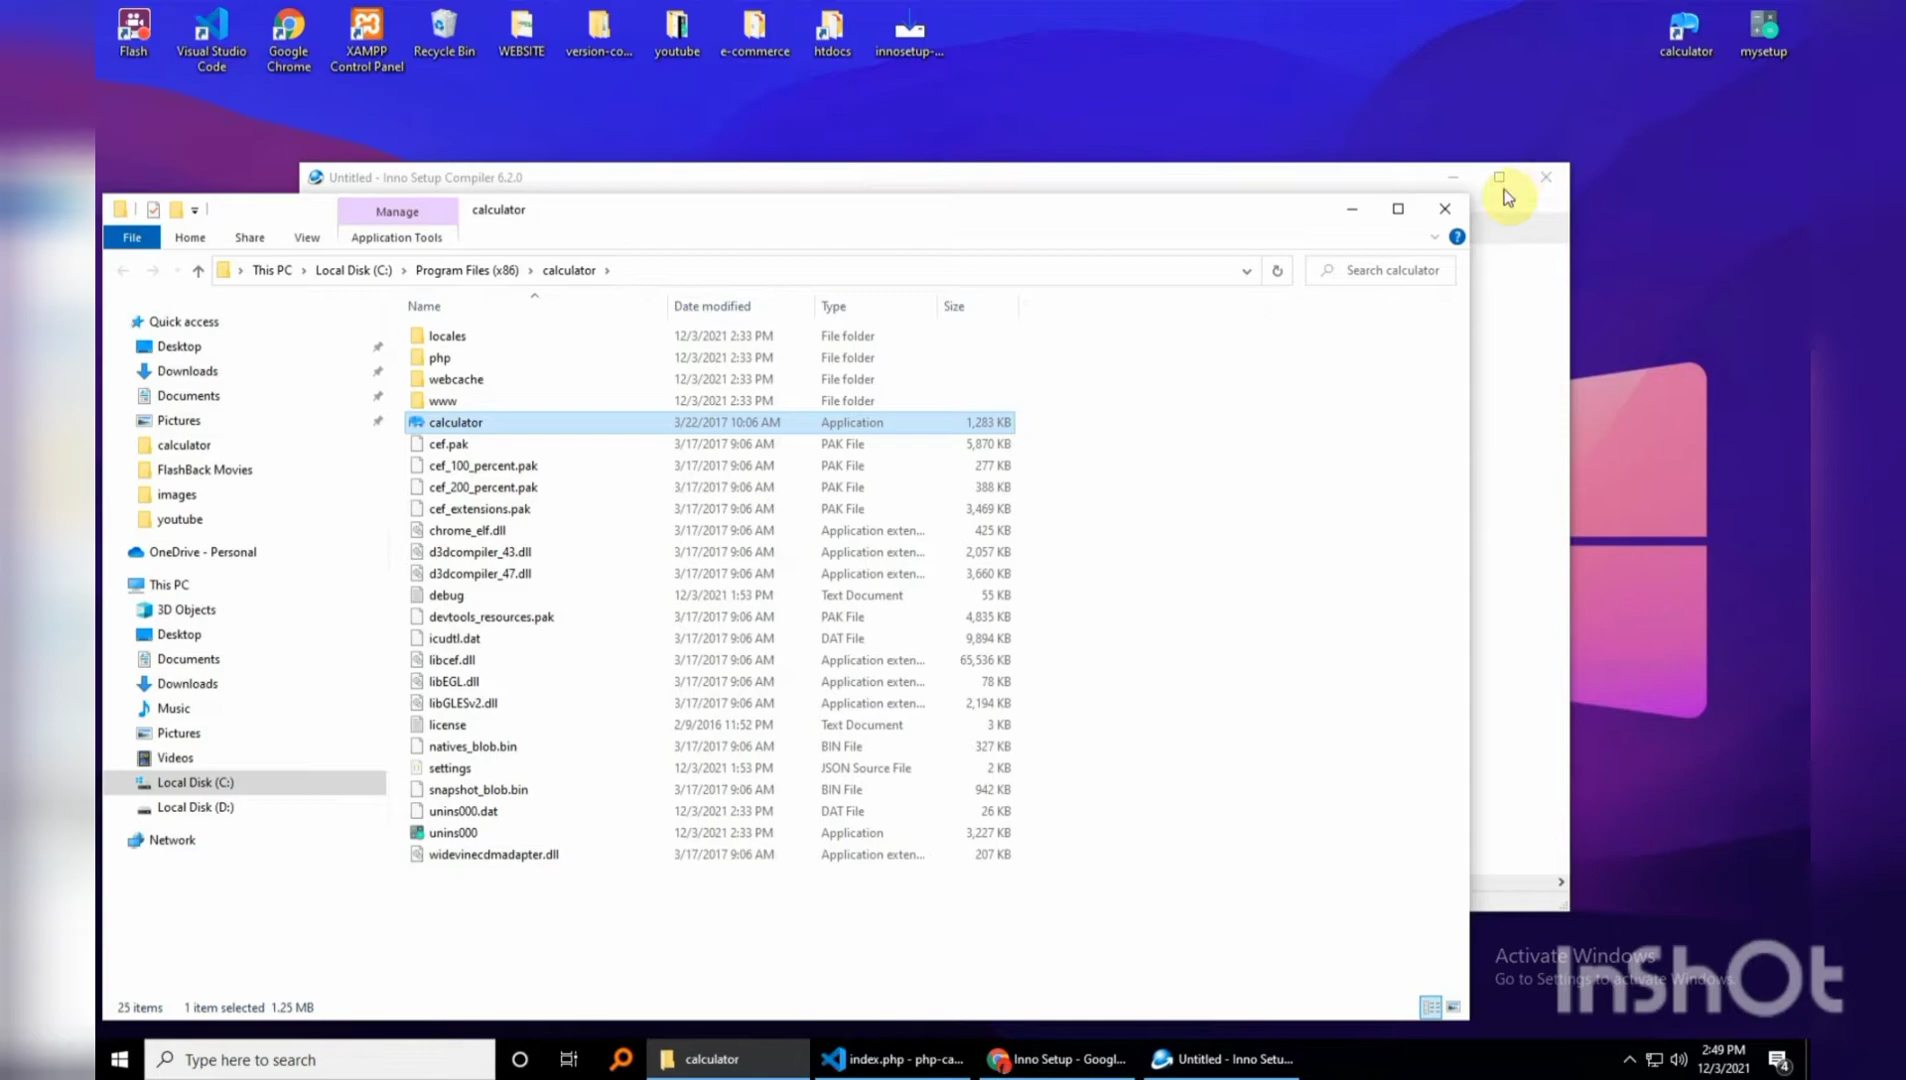 Flash
Visual Studio
Code
Google
Chrome
XAMPP
Control Panel
Recycle Bin
WEBSITE
version-co...
youtube
e-commerce
htdocs
innosetup-...
calculator
mysetup
Untitled - Inno Setup Compiler 6.2.0
Manage
calculator
File
Home
Share
View
Application Tools
This PC > Local Disk (C:) > Program Files (x86) > calculator >
Search calculator
Name Date modified Type Size
Quick access
Desktop
Downloads
Documents
Pictures
calculator
FlashBack Movies
images
youtube
OneDrive - Personal
This PC
3D Objects
Desktop
Documents
Downloads
Music
Pictures
Videos
Local Disk (C:)
Local Disk (D:)
Network
locales 12/3/2021 2:33 PM File folder
php 12/3/2021 2:33 PM File folder
webcache 12/3/2021 2:33 PM File folder
www 12/3/2021 2:33 PM File folder
calculator 3/22/2017 10:06 AM Application 1,283 KB
cef.pak 3/17/2017 9:06 AM PAK File 5,870 KB
cef_100_percent.pak 3/17/2017 9:06 AM PAK File 277 KB
cef_200_percent.pak 3/17/2017 9:06 AM PAK File 388 KB
cef_extensions.pak 3/17/2017 9:06 AM PAK File 3,469 KB
chrome_elf.dll 3/17/2017 9:06 AM Application exten... 425 KB
d3dcompiler_43.dll 3/17/2017 9:06 AM Application exten... 2,057 KB
d3dcompiler_47.dll 3/17/2017 9:06 AM Application exten... 3,660 KB
debug 12/3/2021 1:53 PM Text Document 55 KB
devtools_resources.pak 3/17/2017 9:06 AM PAK File 4,835 KB
icudtl.dat 3/17/2017 9:06 AM DAT File 9,894 KB
libcef.dll 3/17/2017 9:06 AM Application exten... 65,536 KB
libEGL.dll 3/17/2017 9:06 AM Application exten... 78 KB
libGLESv2.dll 3/17/2017 9:06 AM Application exten... 2,194 KB
license 2/9/2016 11:52 PM Text Document 3 KB
natives_blob.bin 3/17/2017 9:06 AM BIN File 327 KB
settings 12/3/2021 1:53 PM JSON Source File 2 KB
snapshot_blob.bin 3/17/2017 9:06 AM BIN File 942 KB
unins000.dat 12/3/2021 2:33 PM DAT File 26 KB
unins000 12/3/2021 2:33 PM Application 3,227 KB
widevinecdmadapter.dll 3/17/2017 9:06 AM Application exten... 207 KB
25 items 1 item selected 1.25 MB
Activate Windows
Go to Settings to activate Windows.
InShOt
Type here to search
calculator
index.php - php-ca...
Inno Setup - Googl...
Untitled - Inno Setu...
2:49 PM
12/3/2021
4